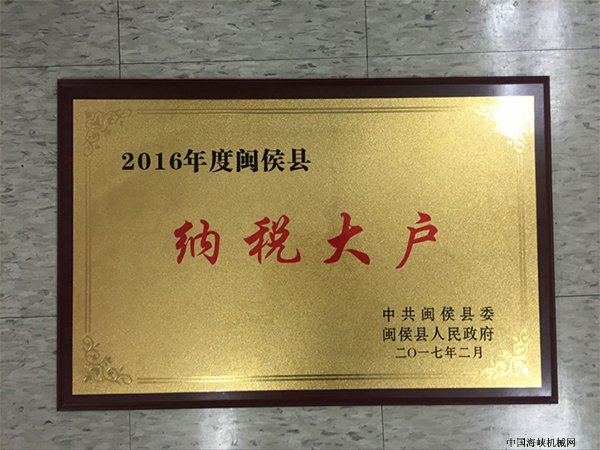 2016年度闽侯县
纳税大户
中共闽侯县委
闽侯县人民政府
二〇一七年二月
中国海峡机械网